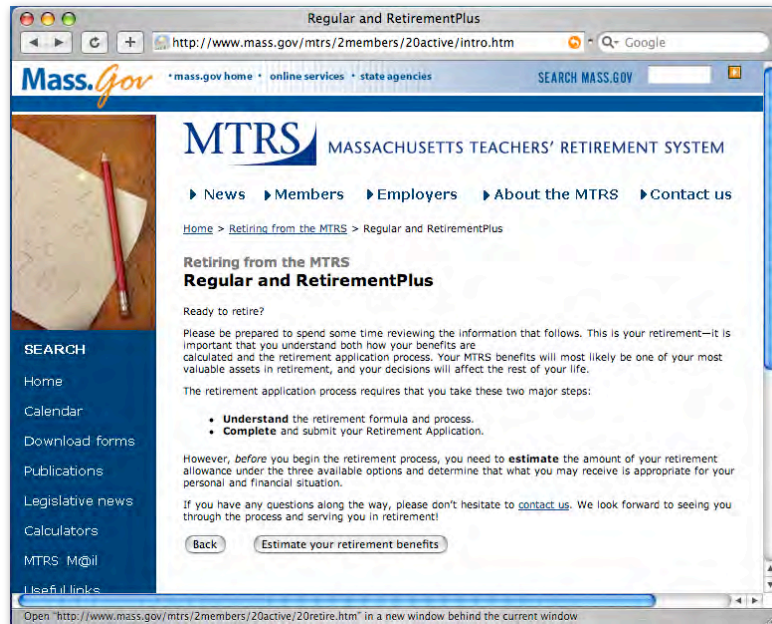 Regular and RetirementPlus
http://www.mass.gov/mtrs/2members/20active/intro.htm
Google
Mass.Gov
• mass.gov home • online services • state agencies
SEARCH MASS.GOV
MTRS MASSACHUSETTS TEACHERS' RETIREMENT SYSTEM
News Members Employers About the MTRS Contact us
Home > Retiring from the MTRS > Regular and RetirementPlus
Retiring from the MTRS
Regular and RetirementPlus
Ready to retire?
Please be prepared to spend some time reviewing the information that follows. This is your retirement—it is
important that you understand both how your benefits are
calculated and the retirement application process. Your MTRS benefits will most likely be one of your most
valuable assets in retirement, and your decisions will affect the rest of your life.
The retirement application process requires that you take these two major steps:
• Understand the retirement formula and process.
• Complete and submit your Retirement Application.
However, before you begin the retirement process, you need to estimate the amount of your retirement
allowance under the three available options and determine that what you may receive is appropriate for your
personal and financial situation.
If you have any questions along the way, please don't hesitate to contact us. We look forward to seeing you
through the process and serving you in retirement!
Back
Estimate your retirement benefits
SEARCH
Home
Calendar
Download forms
Publications
Legislative news
Calculators
MTRS M@il
Useful links
Open "http://www.mass.gov/mtrs/2members/20active/20retire.htm" in a new window behind the current window